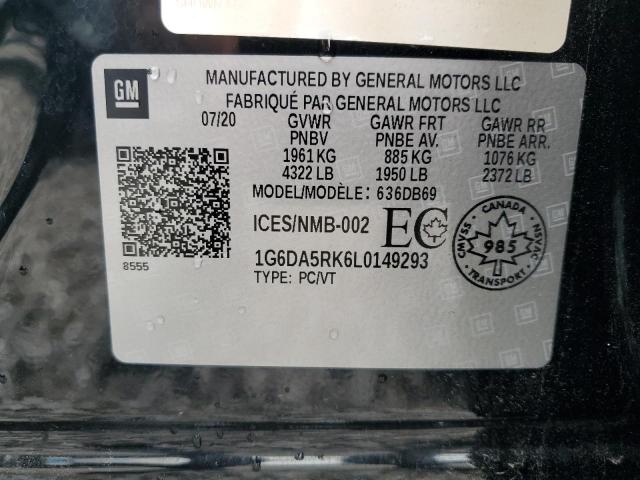 GM
MANUFACTURED BY GENERAL MOTORS LLC
FABRIQUÉ PAR GENERAL MOTORS LLC
07/20 GVWR GAWR FRT GAWR RR
PNBV PNBE AV. PNBE ARR.
1961 KG 885 KG 1076 KG
4322 LB 1950 LB 2372 LB
MODEL/MODÈLE: 636DB69
ICES/NMB-002 EC
1G6DA5RK6L0149293
TYPE: PC/VT
8555
CANADA
CMVSS 985 NSVAC
TRANSPORT